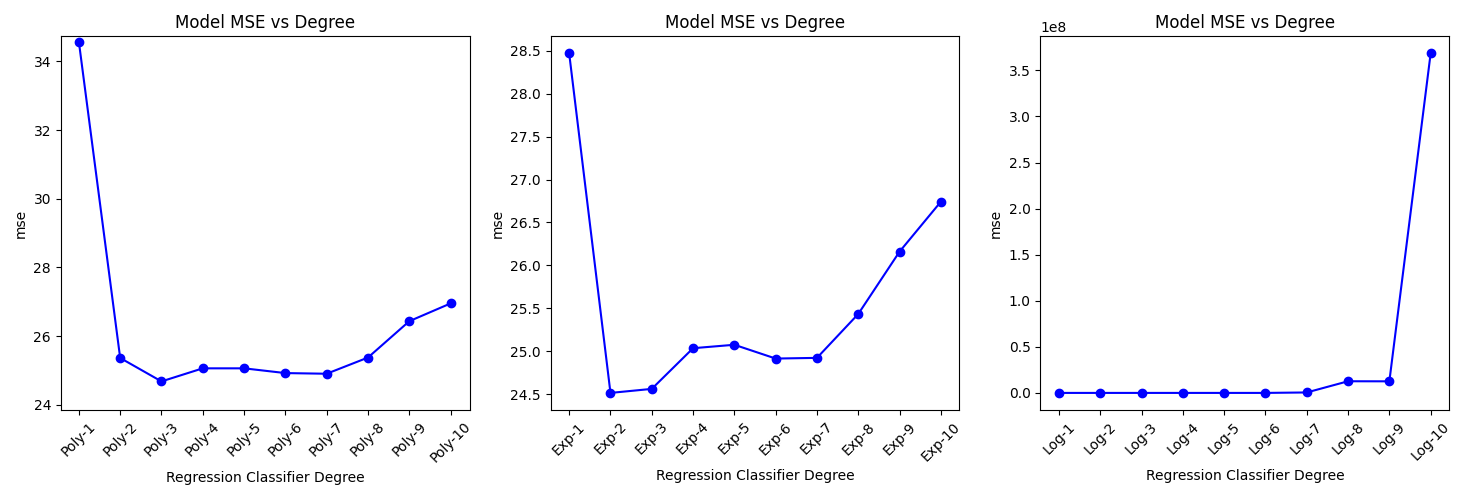 Model MSE vs Degree
34
32
30
28
26
24
mse
Poly-1
Poly-2
Poly-3
Poly-4
Poly-5
Poly-6
Poly-7
Poly-8
Poly-9
Poly-10
Regression Classifier Degree
Model MSE vs Degree
28.5
28.0
27.5
27.0
26.5
26.0
25.5
25.0
24.5
mse
Exp-1
Exp-2
Exp-3
Exp-4
Exp-5
Exp-6
Exp-7
Exp-8
Exp-9
Exp-10
Regression Classifier Degree
Model MSE vs Degree
1e8
3.5
3.0
2.5
2.0
1.5
1.0
0.5
0.0
mse
Log-1
Log-2
Log-3
Log-4
Log-5
Log-6
Log-7
Log-8
Log-9
Log-10
Regression Classifier Degree